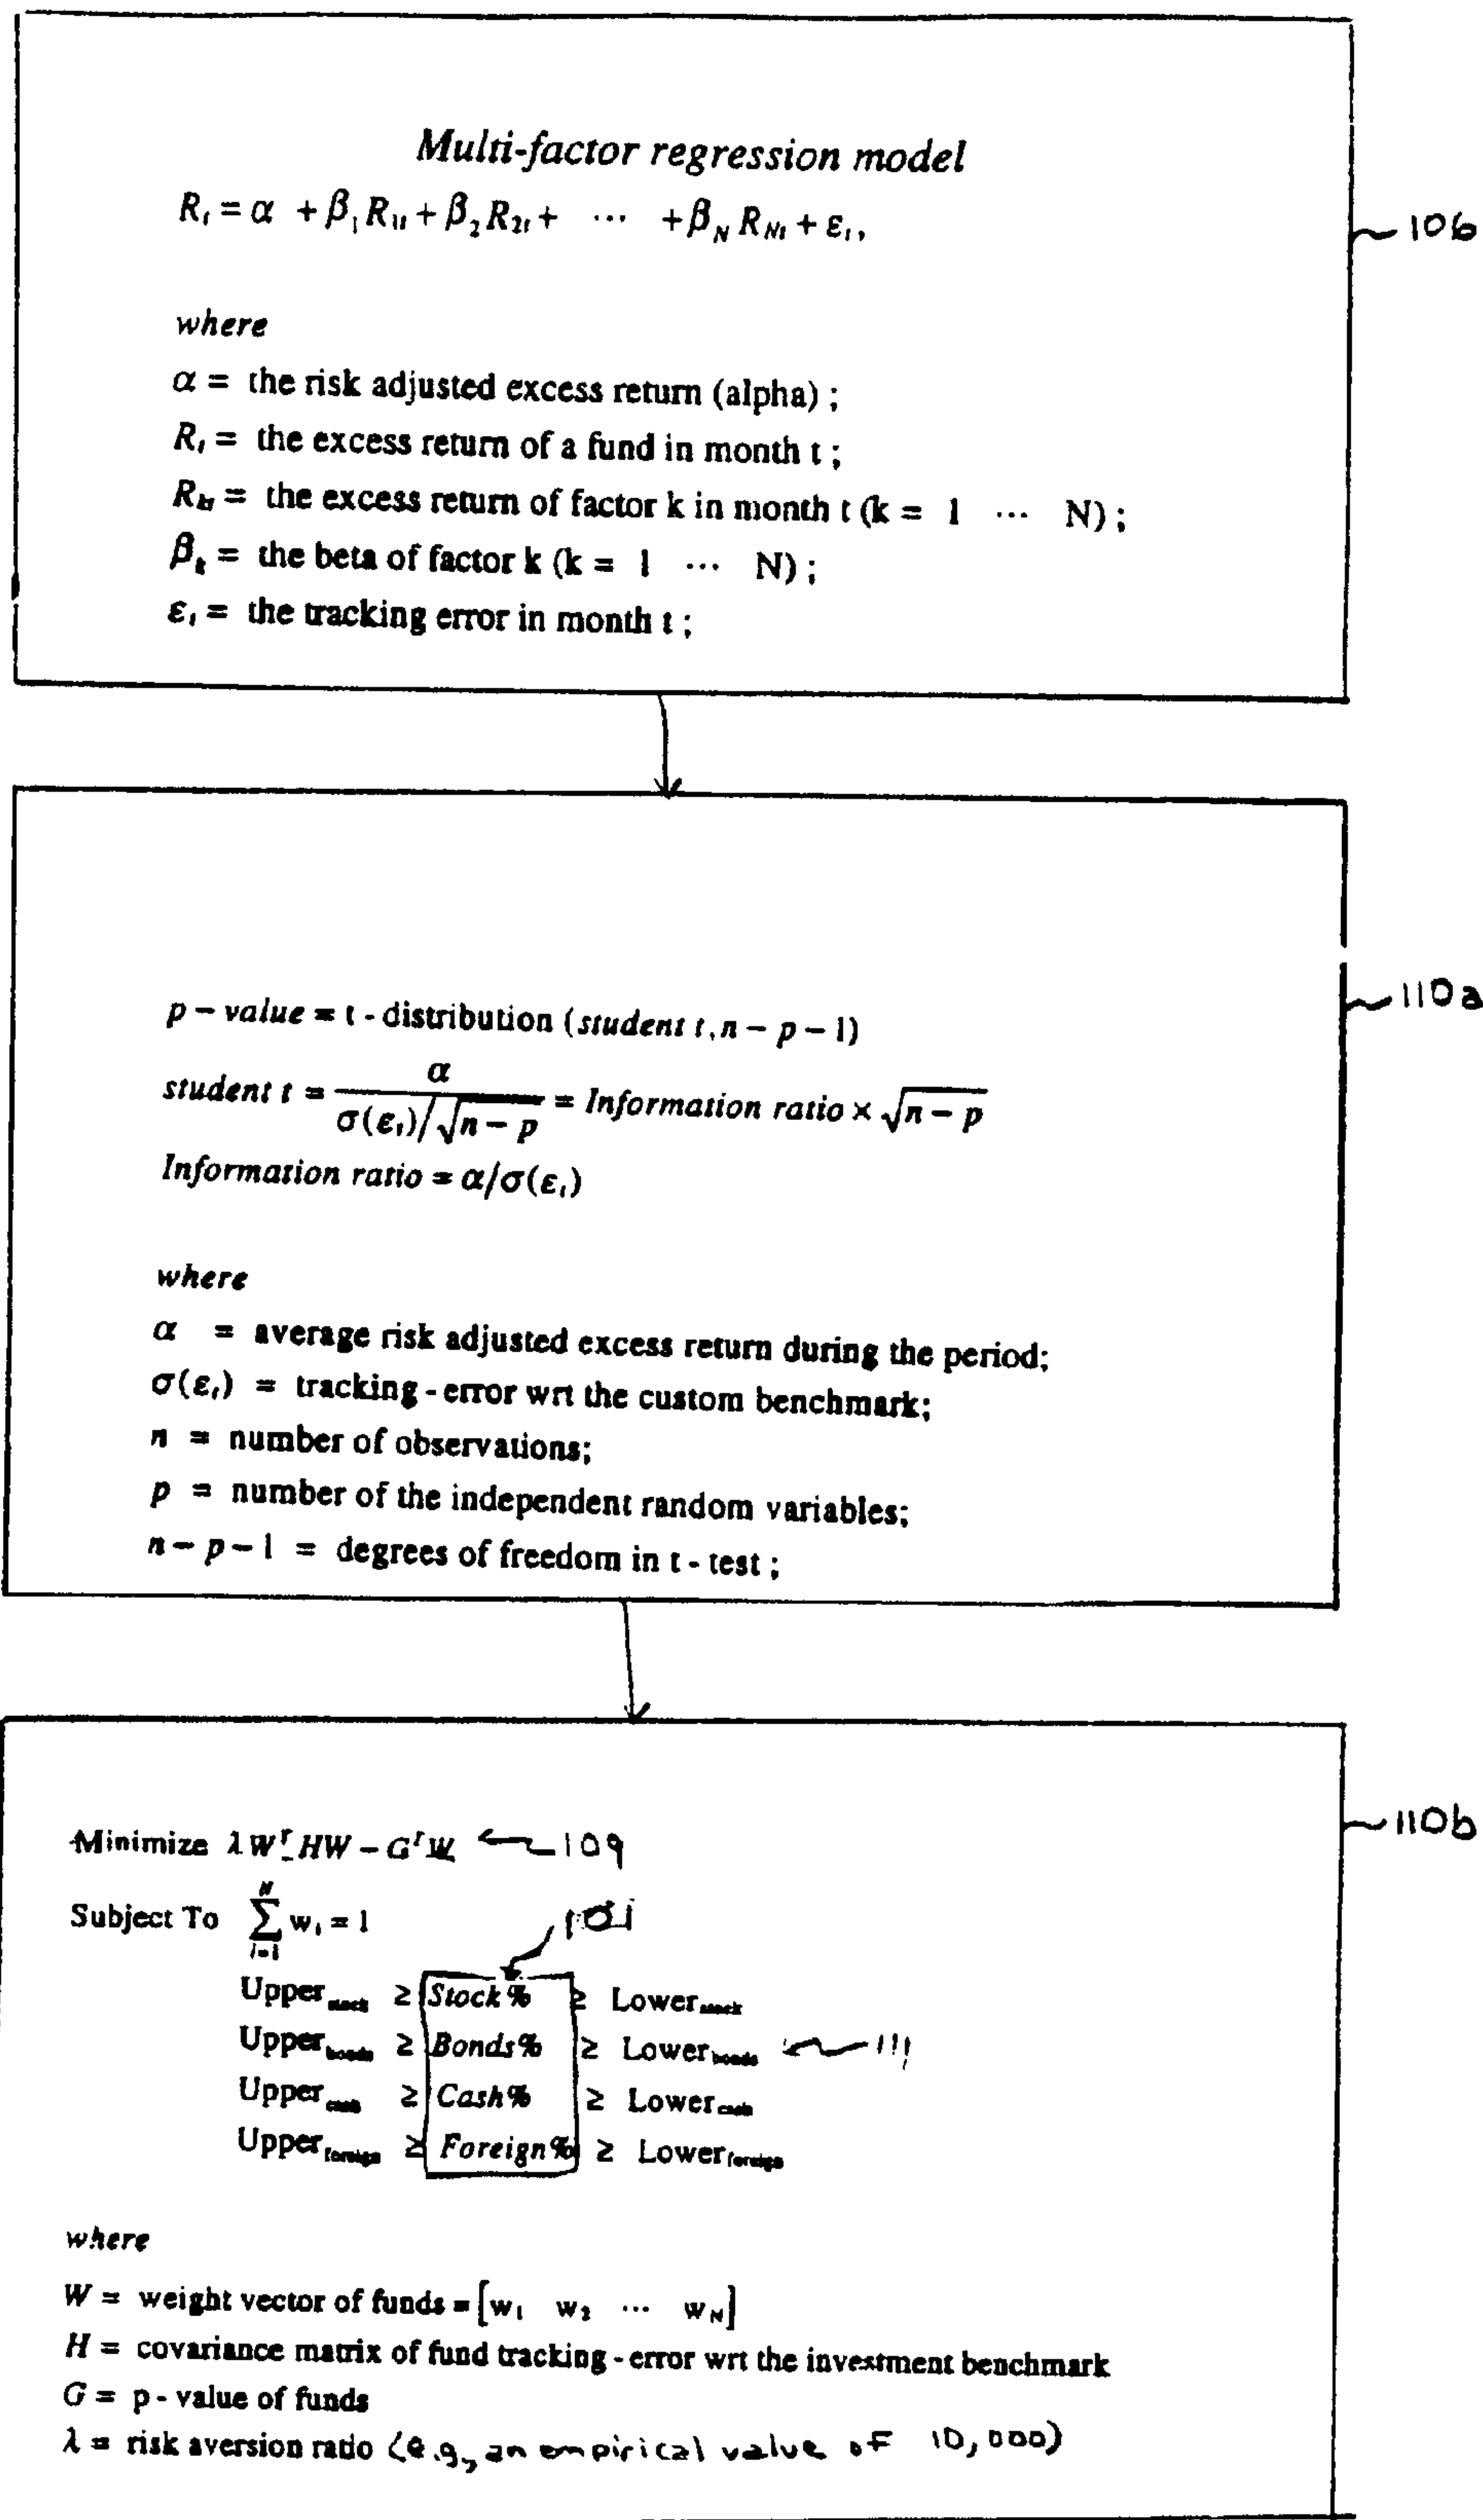 Multi-factor regression model
R_t = α + β_1 R_1t + β_2 R_2t + ··· + β_N R_Nt + ε_t,
106
where
α = the risk adjusted excess return (alpha) ;
R_t = the excess return of a fund in month t ;
R_kt = the excess return of factor k in month t (k = 1 ··· N) ;
β_k = the beta of factor k (k = 1 ··· N) ;
ε_t = the tracking error in month t ;
110a
p – value = t - distribution (student t, n – p – 1)
student t = α / (σ(ε_t)/√(n – p)) = Information ratio × √(n – p)
Information ratio = α/σ(ε_t)
where
α = average risk adjusted excess return during the period;
σ(ε_t) = tracking - error wrt the custom benchmark;
n = number of observations;
p = number of the independent random variables;
n – p – 1 = degrees of freedom in t - test ;
110b
Minimize λW^T HW – G^T W 109
Subject To ∑_{i=1}^{N} w_i = 1
Upper_stock ≥ Stock% ≥ Lower_stock
Upper_bonds ≥ Bonds% ≥ Lower_bonds 111
Upper_cash ≥ Cash% ≥ Lower_cash
Upper_foreign ≥ Foreign% ≥ Lower_foreign
where
W = weight vector of funds = [w_1 w_2 ··· w_N]
H = covariance matrix of fund tracking - error wrt the investment benchmark
G = p - value of funds
λ = risk aversion ratio (e.g., an empirical value of 10,000)